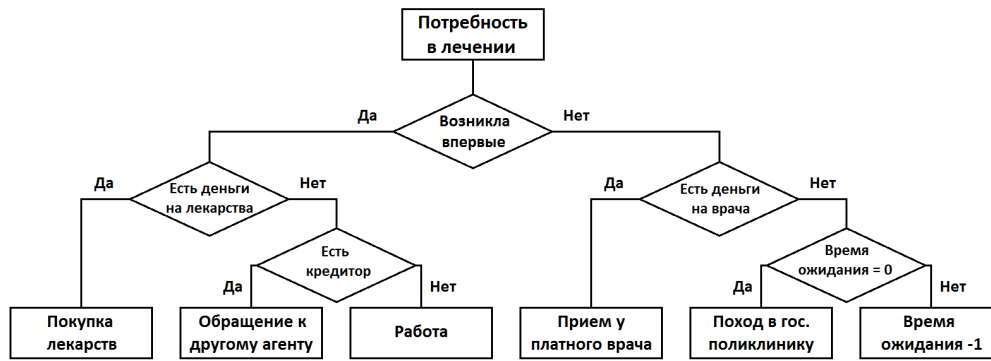 Потребность
в лечении
Да
Нет
Возникла
впервые
Да
Нет
Да
Нет
Есть деньги
на лекарства
Есть деньги
на врача
Есть
кредитор
Время
ожидания = 0
Да
Нет
Да
Нет
Покупка
лекарств
Обращение к
другому агенту
Работа
Прием у
платного врача
Поход в гос.
поликлинику
Время
ожидания -1